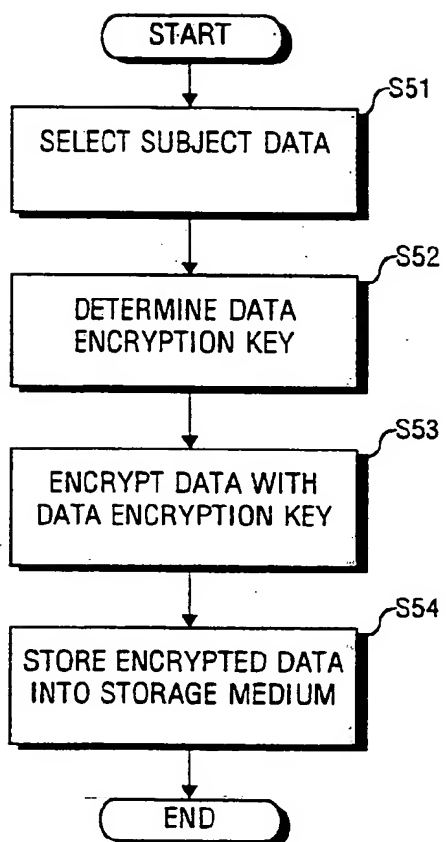 START
S51
SELECT SUBJECT DATA
S52
DETERMINE DATA
ENCRYPTION KEY
S53
ENCRYPT DATA WITH
DATA ENCRYPTION KEY
S54
STORE ENCRYPTED DATA
INTO STORAGE MEDIUM
END